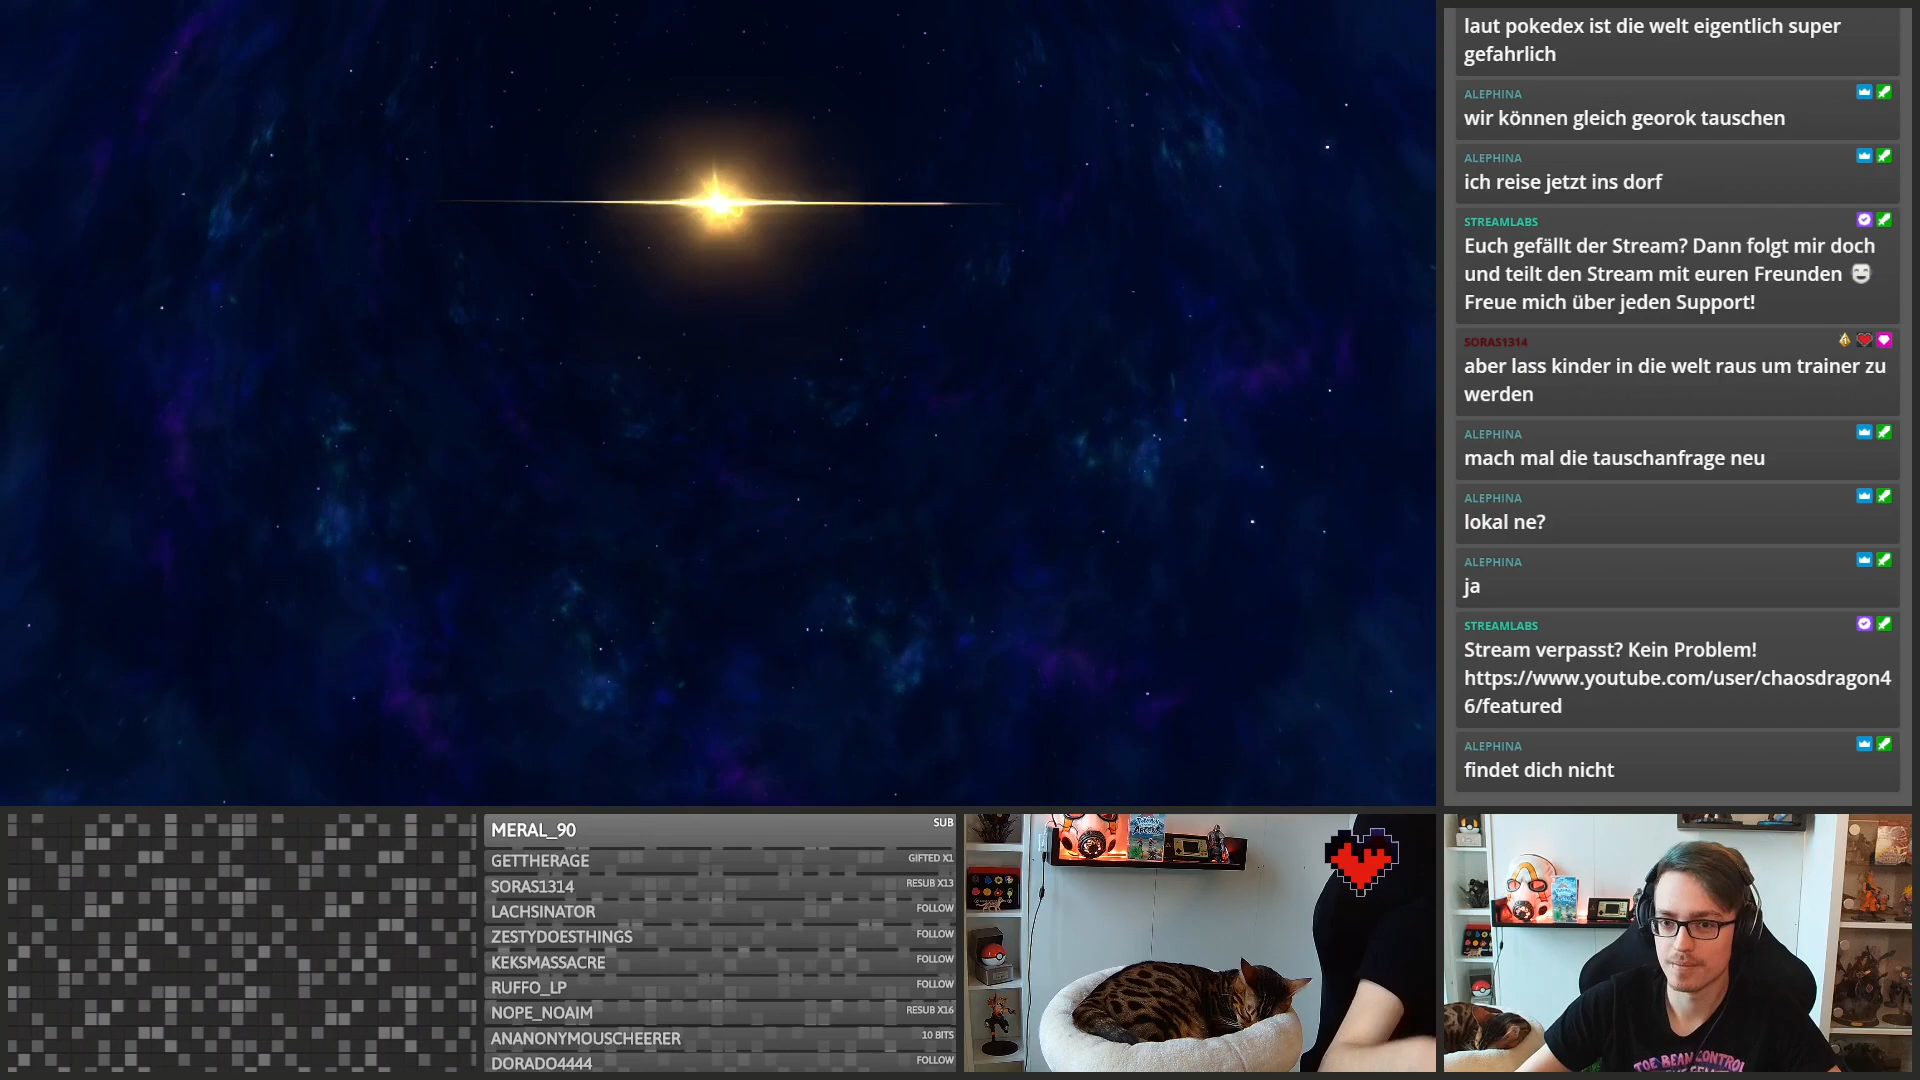 laut pokedex ist die welt eigentlich super
gefahrlich
ALEPHINA
wir können gleich georok tauschen
ALEPHINA
ich reise jetzt ins dorf
STREAMLABS
Euch gefällt der Stream? Dann folgt mir doch
und teilt den Stream mit euren Freunden
Freue mich über jeden Support!
SORAS1314
aber lass kinder in die welt raus um trainer zu
werden
ALEPHINA
mach mal die tauschanfrage neu
ALEPHINA
lokal ne?
ALEPHINA
ja
STREAMLABS
Stream verpasst? Kein Problem!
https://www.youtube.com/user/chaosdragon4
6/featured
ALEPHINA
findet dich nicht
MERAL_90 SUB
GETTHERAGE GIFTED X1
SORAS1314 RESUB X13
LACHSINATOR FOLLOW
ZESTYDOESTHINGS FOLLOW
KEKSMASSACRE FOLLOW
RUFFO_LP FOLLOW
NOPE_NOAIM RESUB X16
ANANONYMOUSCHEERER 10 BITS
DORADO4444 FOLLOW
TOE BEAN CONTROL